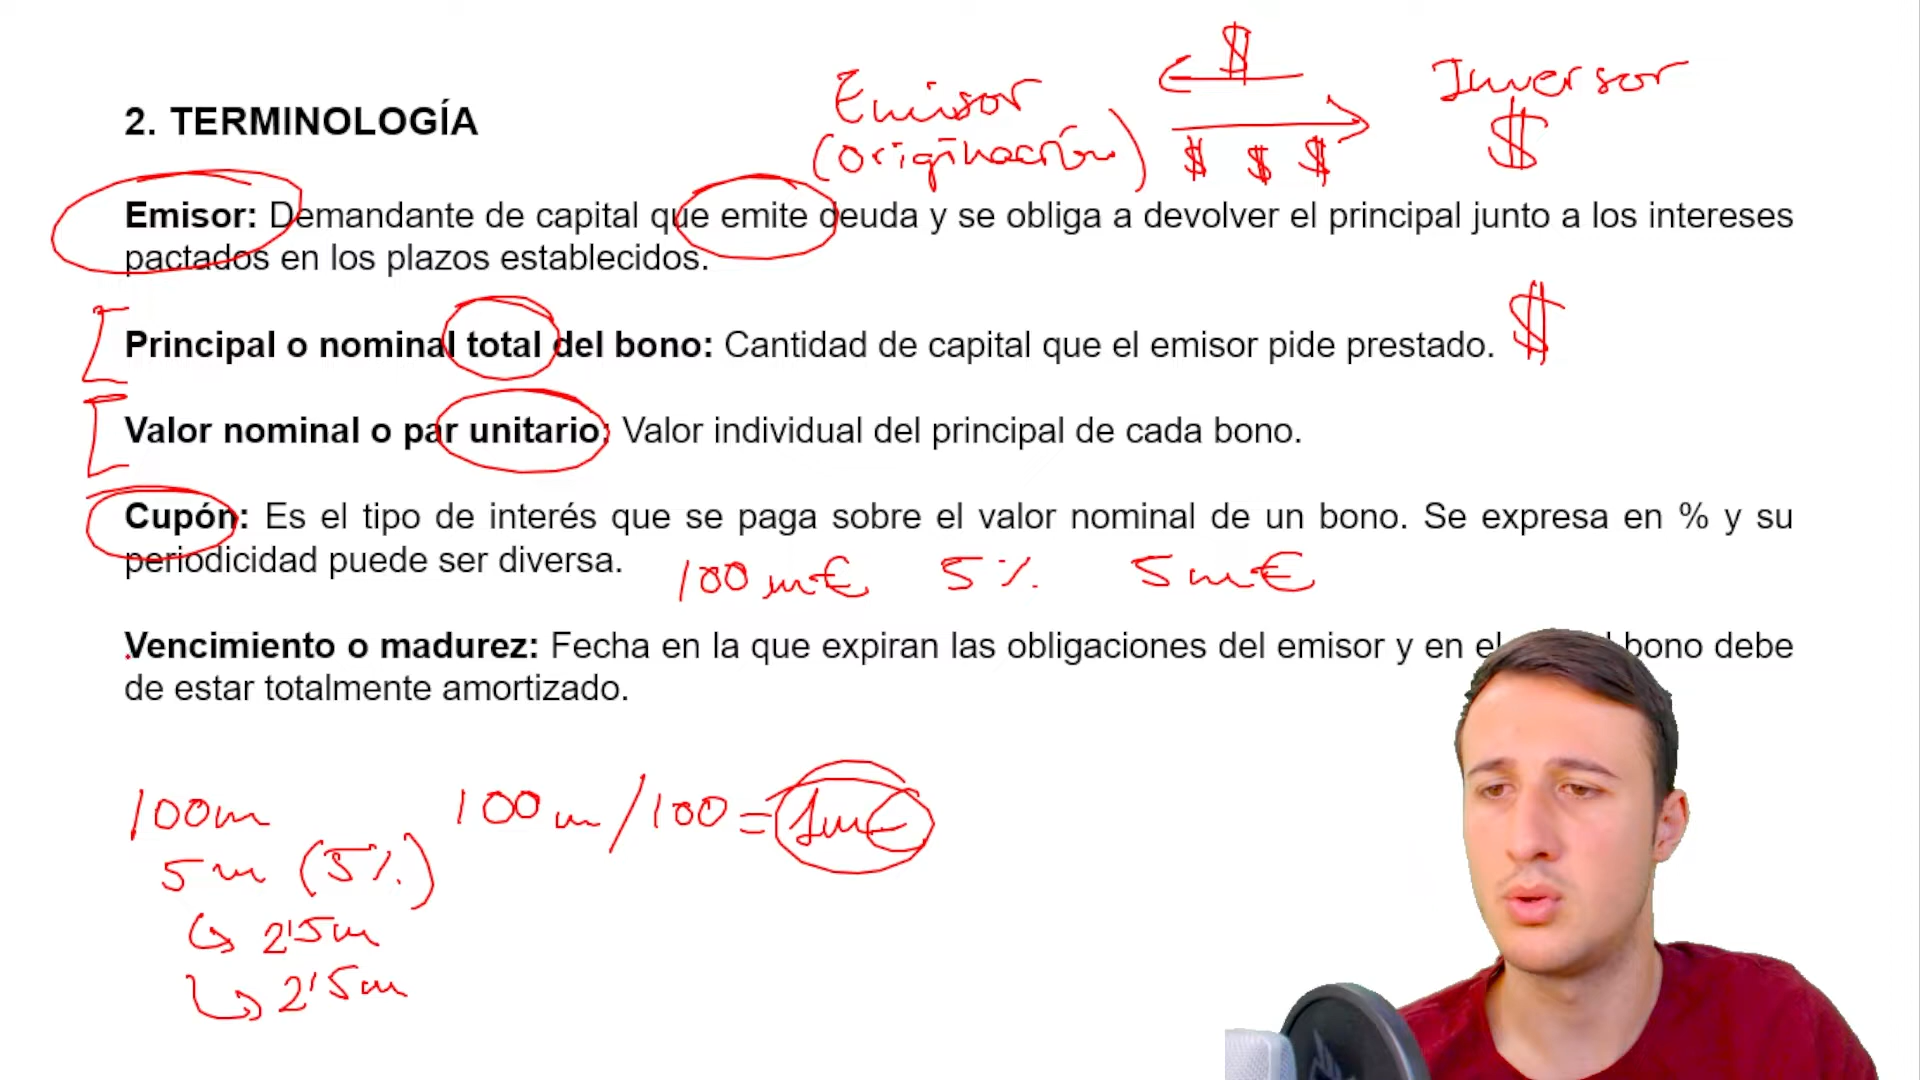 $
Emisor Inversor
2. TERMINOLOGÍA
(originación) $ $ $ $
Emisor: Demandante de capital que emite deuda y se obliga a devolver el principal junto a los intereses
pactados en los plazos establecidos.
Principal o nominal total del bono: Cantidad de capital que el emisor pide prestado. $
Valor nominal o par unitario: Valor individual del principal de cada bono.
Cupón: Es el tipo de interés que se paga sobre el valor nominal de un bono. Se expresa en % y su
periodicidad puede ser diversa.
100 m€ 5% 5m€
Vencimiento o madurez: Fecha en la que expiran las obligaciones del emisor y en el bono debe
de estar totalmente amortizado.
100m 100m/100 = 1m€
5m (5%)
2'5m
2'5m